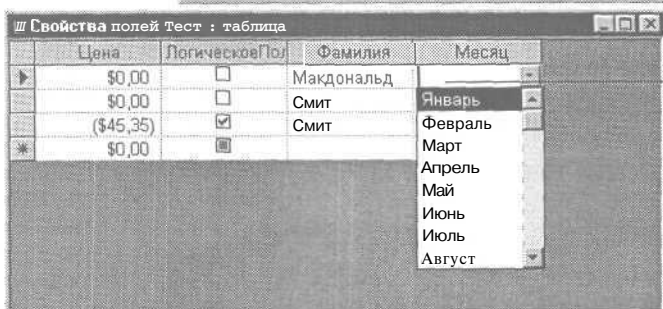 Свойства полей Тест : таблица
Цена ЛогическоеПол Фамилия Месяц
$0,00 Макдональд
$0,00 Смит Январь
($45,35) Смит Февраль
$0,00 Март
Апрель
Май
Июнь
Июль
Август